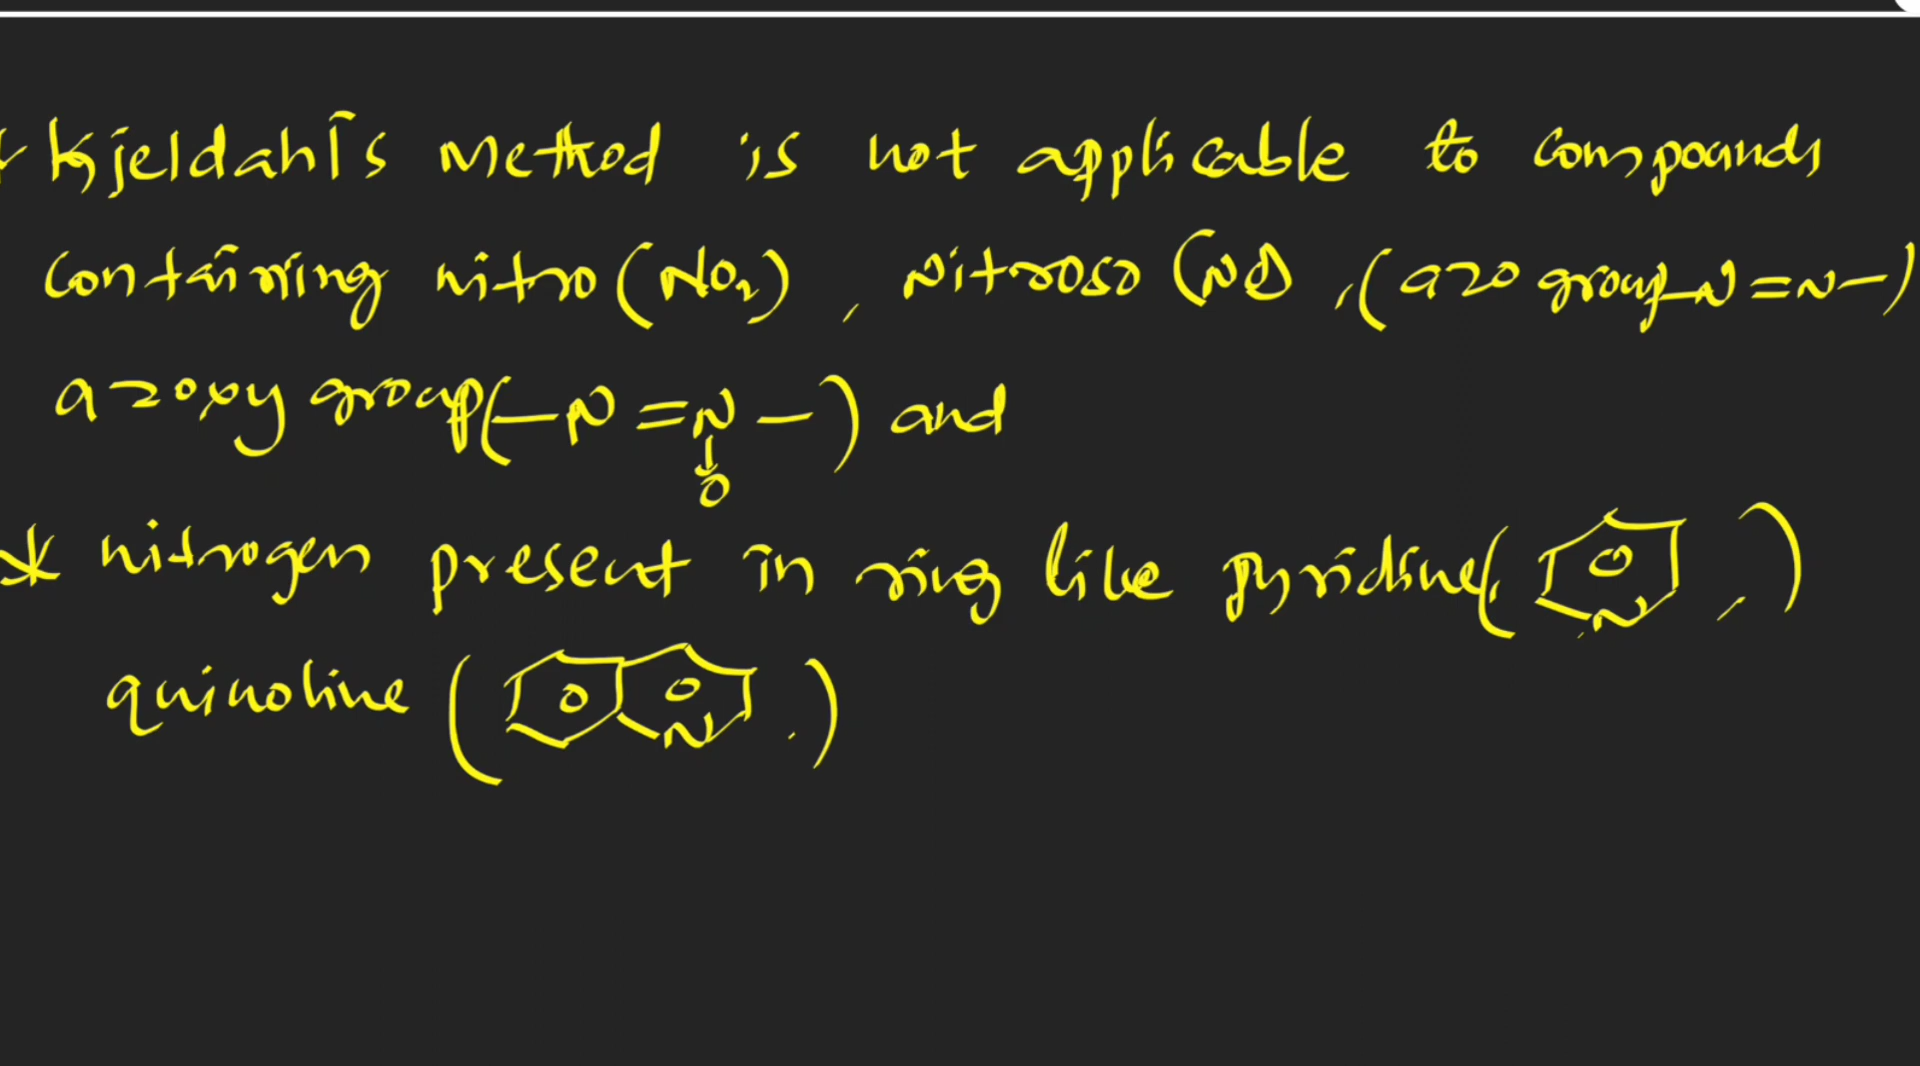 * Kjeldahl's method is not applicable to compounds
containing nitro (NO₂), Nitroso (NO), (azo group -N=N-)
azoxy group (-N=N-) and
↓
O
* nitrogen present in ring like pyridine (
N
, )
quinoline (
N
. )